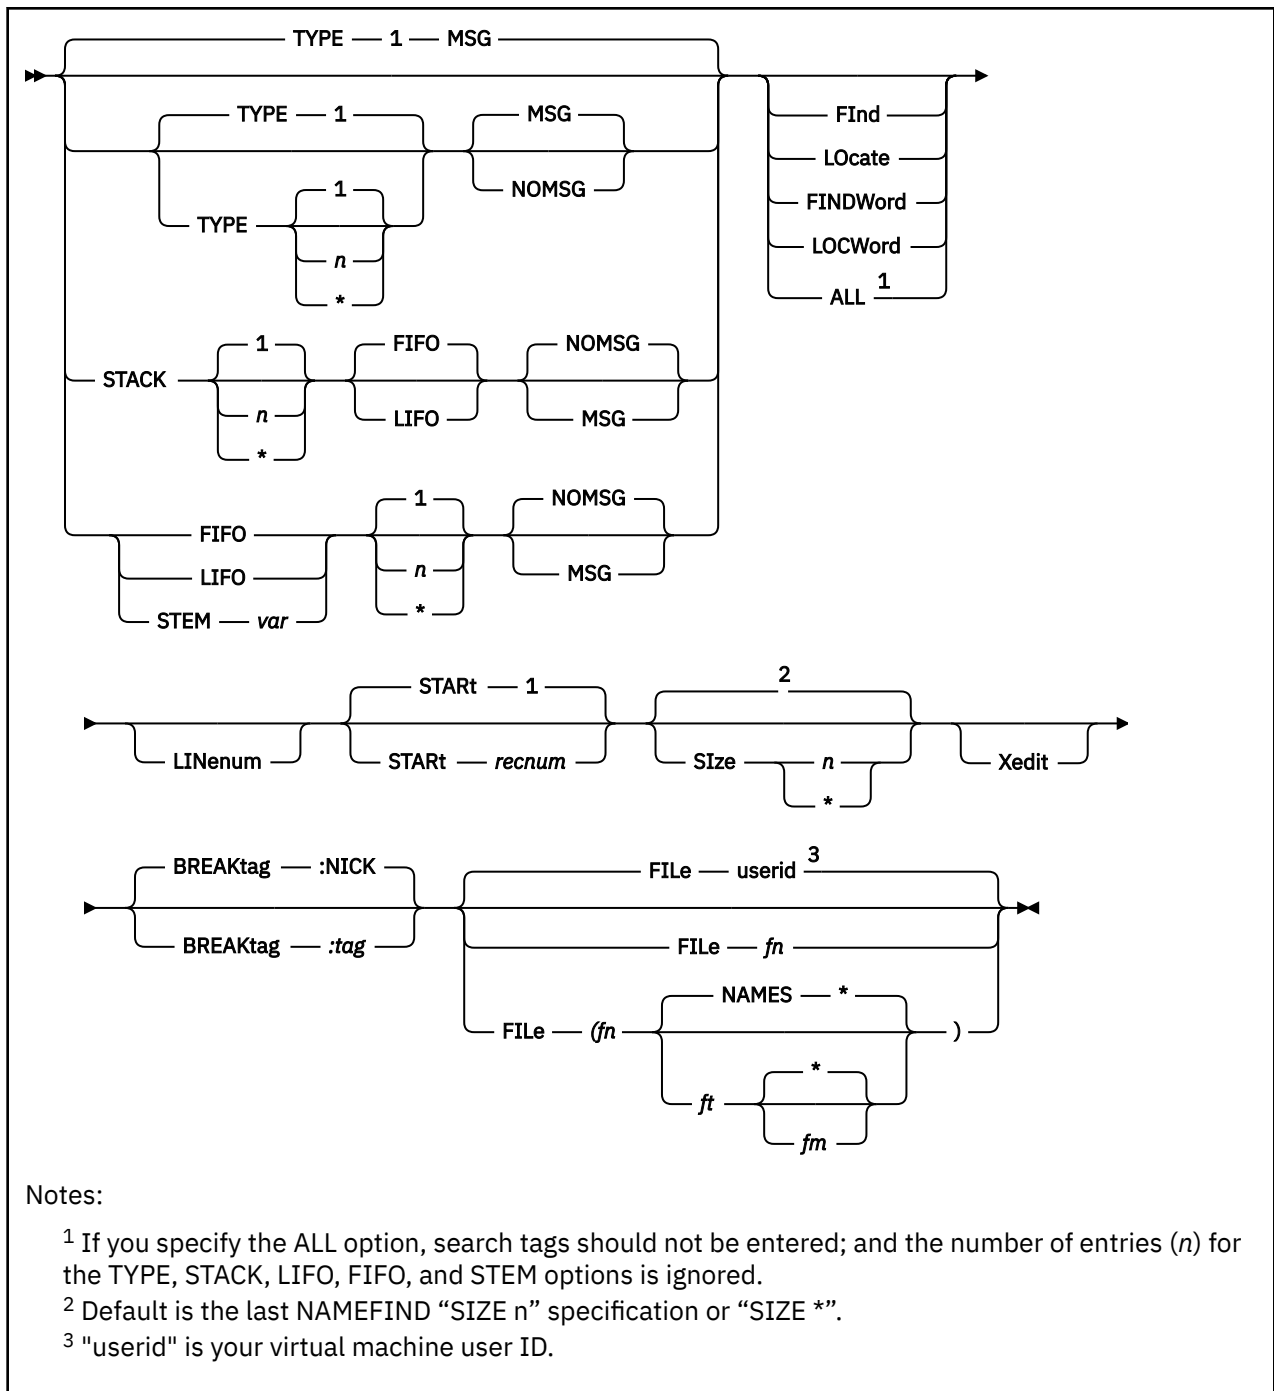 TYPE 1 MSG
TYPE 1 MSG
FInd
LOcate
NOMSG
1
FINDWord
TYPE
LOCWord
n
ALL 1
*
1 FIFO NOMSG
STACK
n LIFO MSG
*
1 NOMSG
FIFO
LIFO n MSG
*
STEM var
STARt 1 2
LINenum STARt recnum SIze n Xedit
*
BREAKtag :NICK FILe userid 3
BREAKtag :tag FILe fn
NAMES *
FILe (fn )
*
ft
fm
Notes:
1 If you specify the ALL option, search tags should not be entered; and the number of entries (n) for
the TYPE, STACK, LIFO, FIFO, and STEM options is ignored.
2 Default is the last NAMEFIND “SIZE n” specification or “SIZE *”.
3 "userid" is your virtual machine user ID.